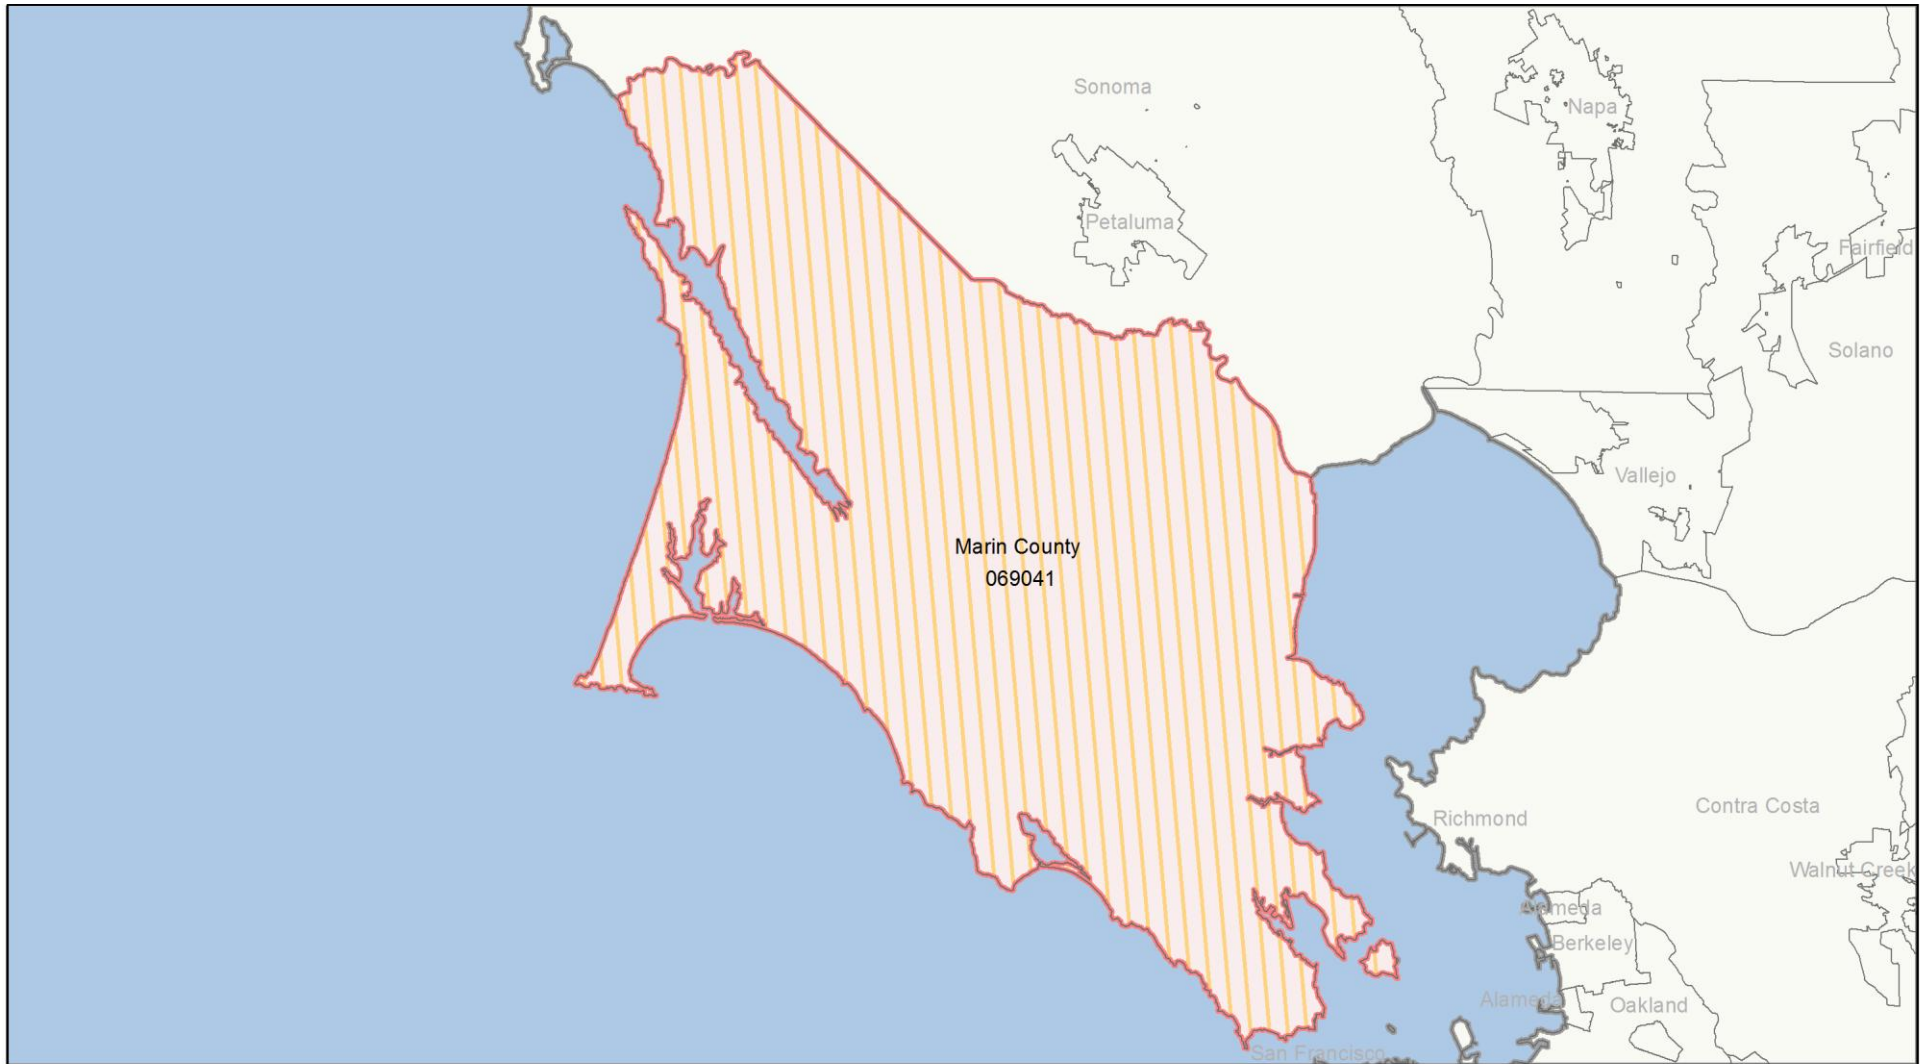 Sonoma
Napa
Petaluma
Fairfield
Solano
Vallejo
Marin County
069041
Contra Costa
Richmond
Walnut Creek
Alameda
Berkeley
Alameda
Oakland
San Francisco